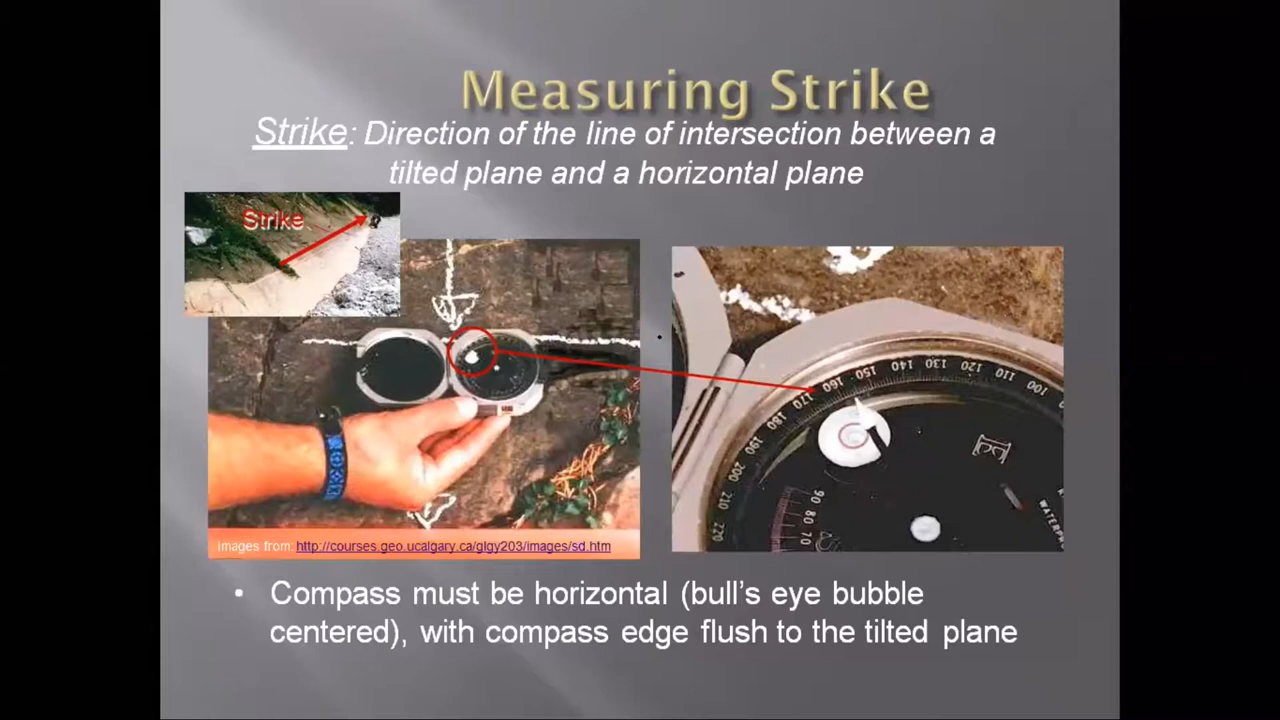 Measuring Strike
Strike: Direction of the line of intersection between a
tilted plane and a horizontal plane
Strike
100
110
120
130
140
150
160
170
180
190
200
210
220
90
80
70
Images from: http://courses.geo.ucalgary.ca/glgy203/images/sd.htm
• Compass must be horizontal (bull’s eye bubble
centered), with compass edge flush to the tilted plane